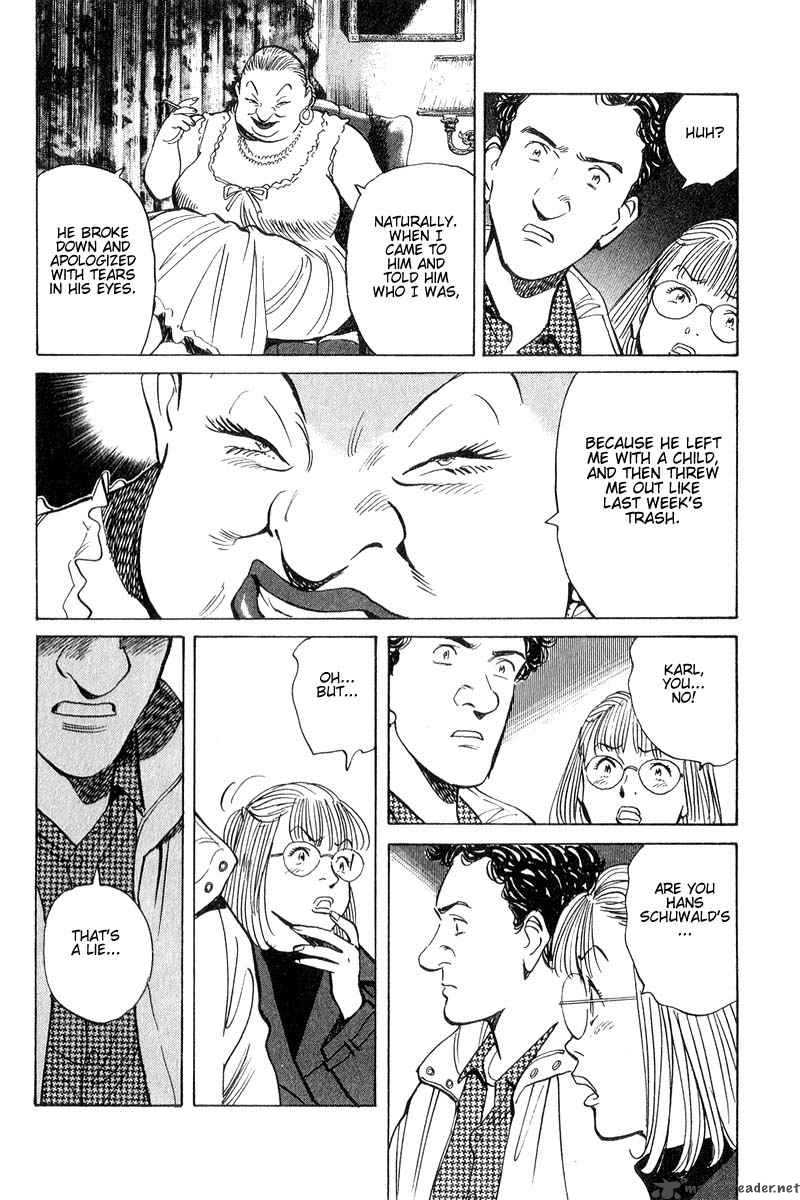 HUH?
NATURALLY.
WHEN I
CAME TO
HIM AND
TOLD HIM
WHO I WAS,
HE BROKE
DOWN AND
APOLOGIZED
WITH TEARS
IN HIS EYES.
BECAUSE HE LEFT
ME WITH A CHILD,
AND THEN THREW
ME OUT LIKE
LAST WEEK'S
TRASH.
KARL,
YOU...
NO!
ARE YOU
HANS
SCHUWALD'S
...
OH...
BUT...
THAT'S
A LIE...